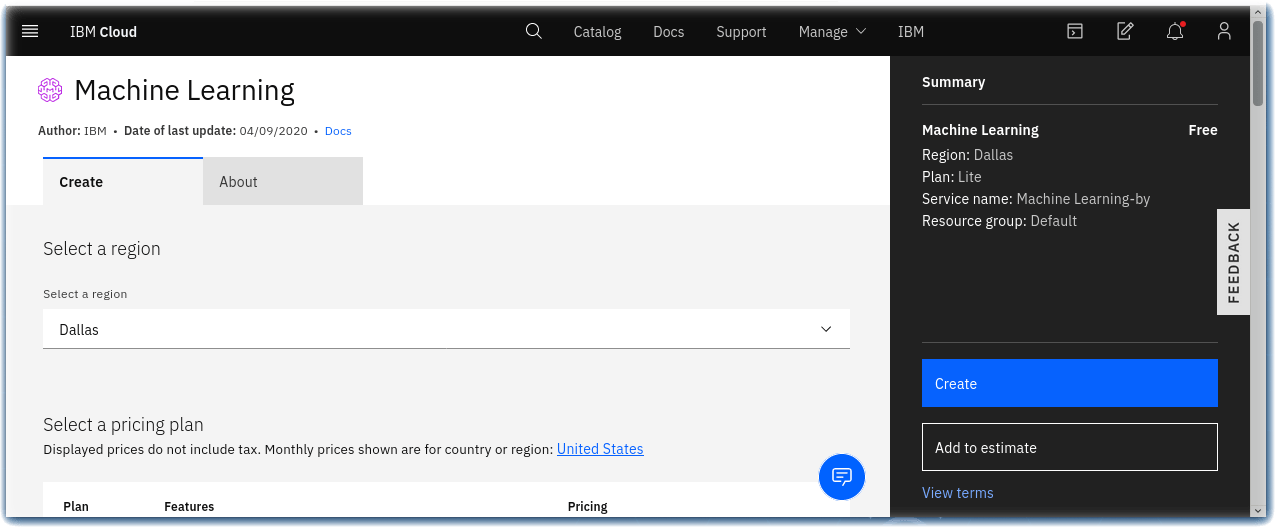 IBM Cloud
Catalog Docs Support Manage IBM
Machine Learning
Author: IBM • Date of last update: 04/09/2020 • Docs
Create About
Select a region
Select a region
Dallas
Select a pricing plan
Displayed prices do not include tax. Monthly prices shown are for country or region: United States
Plan Features Pricing
Summary
Machine Learning Free
Region: Dallas
Plan: Lite
Service name: Machine Learning-by
Resource group: Default
FEEDBACK
Create
Add to estimate
View terms